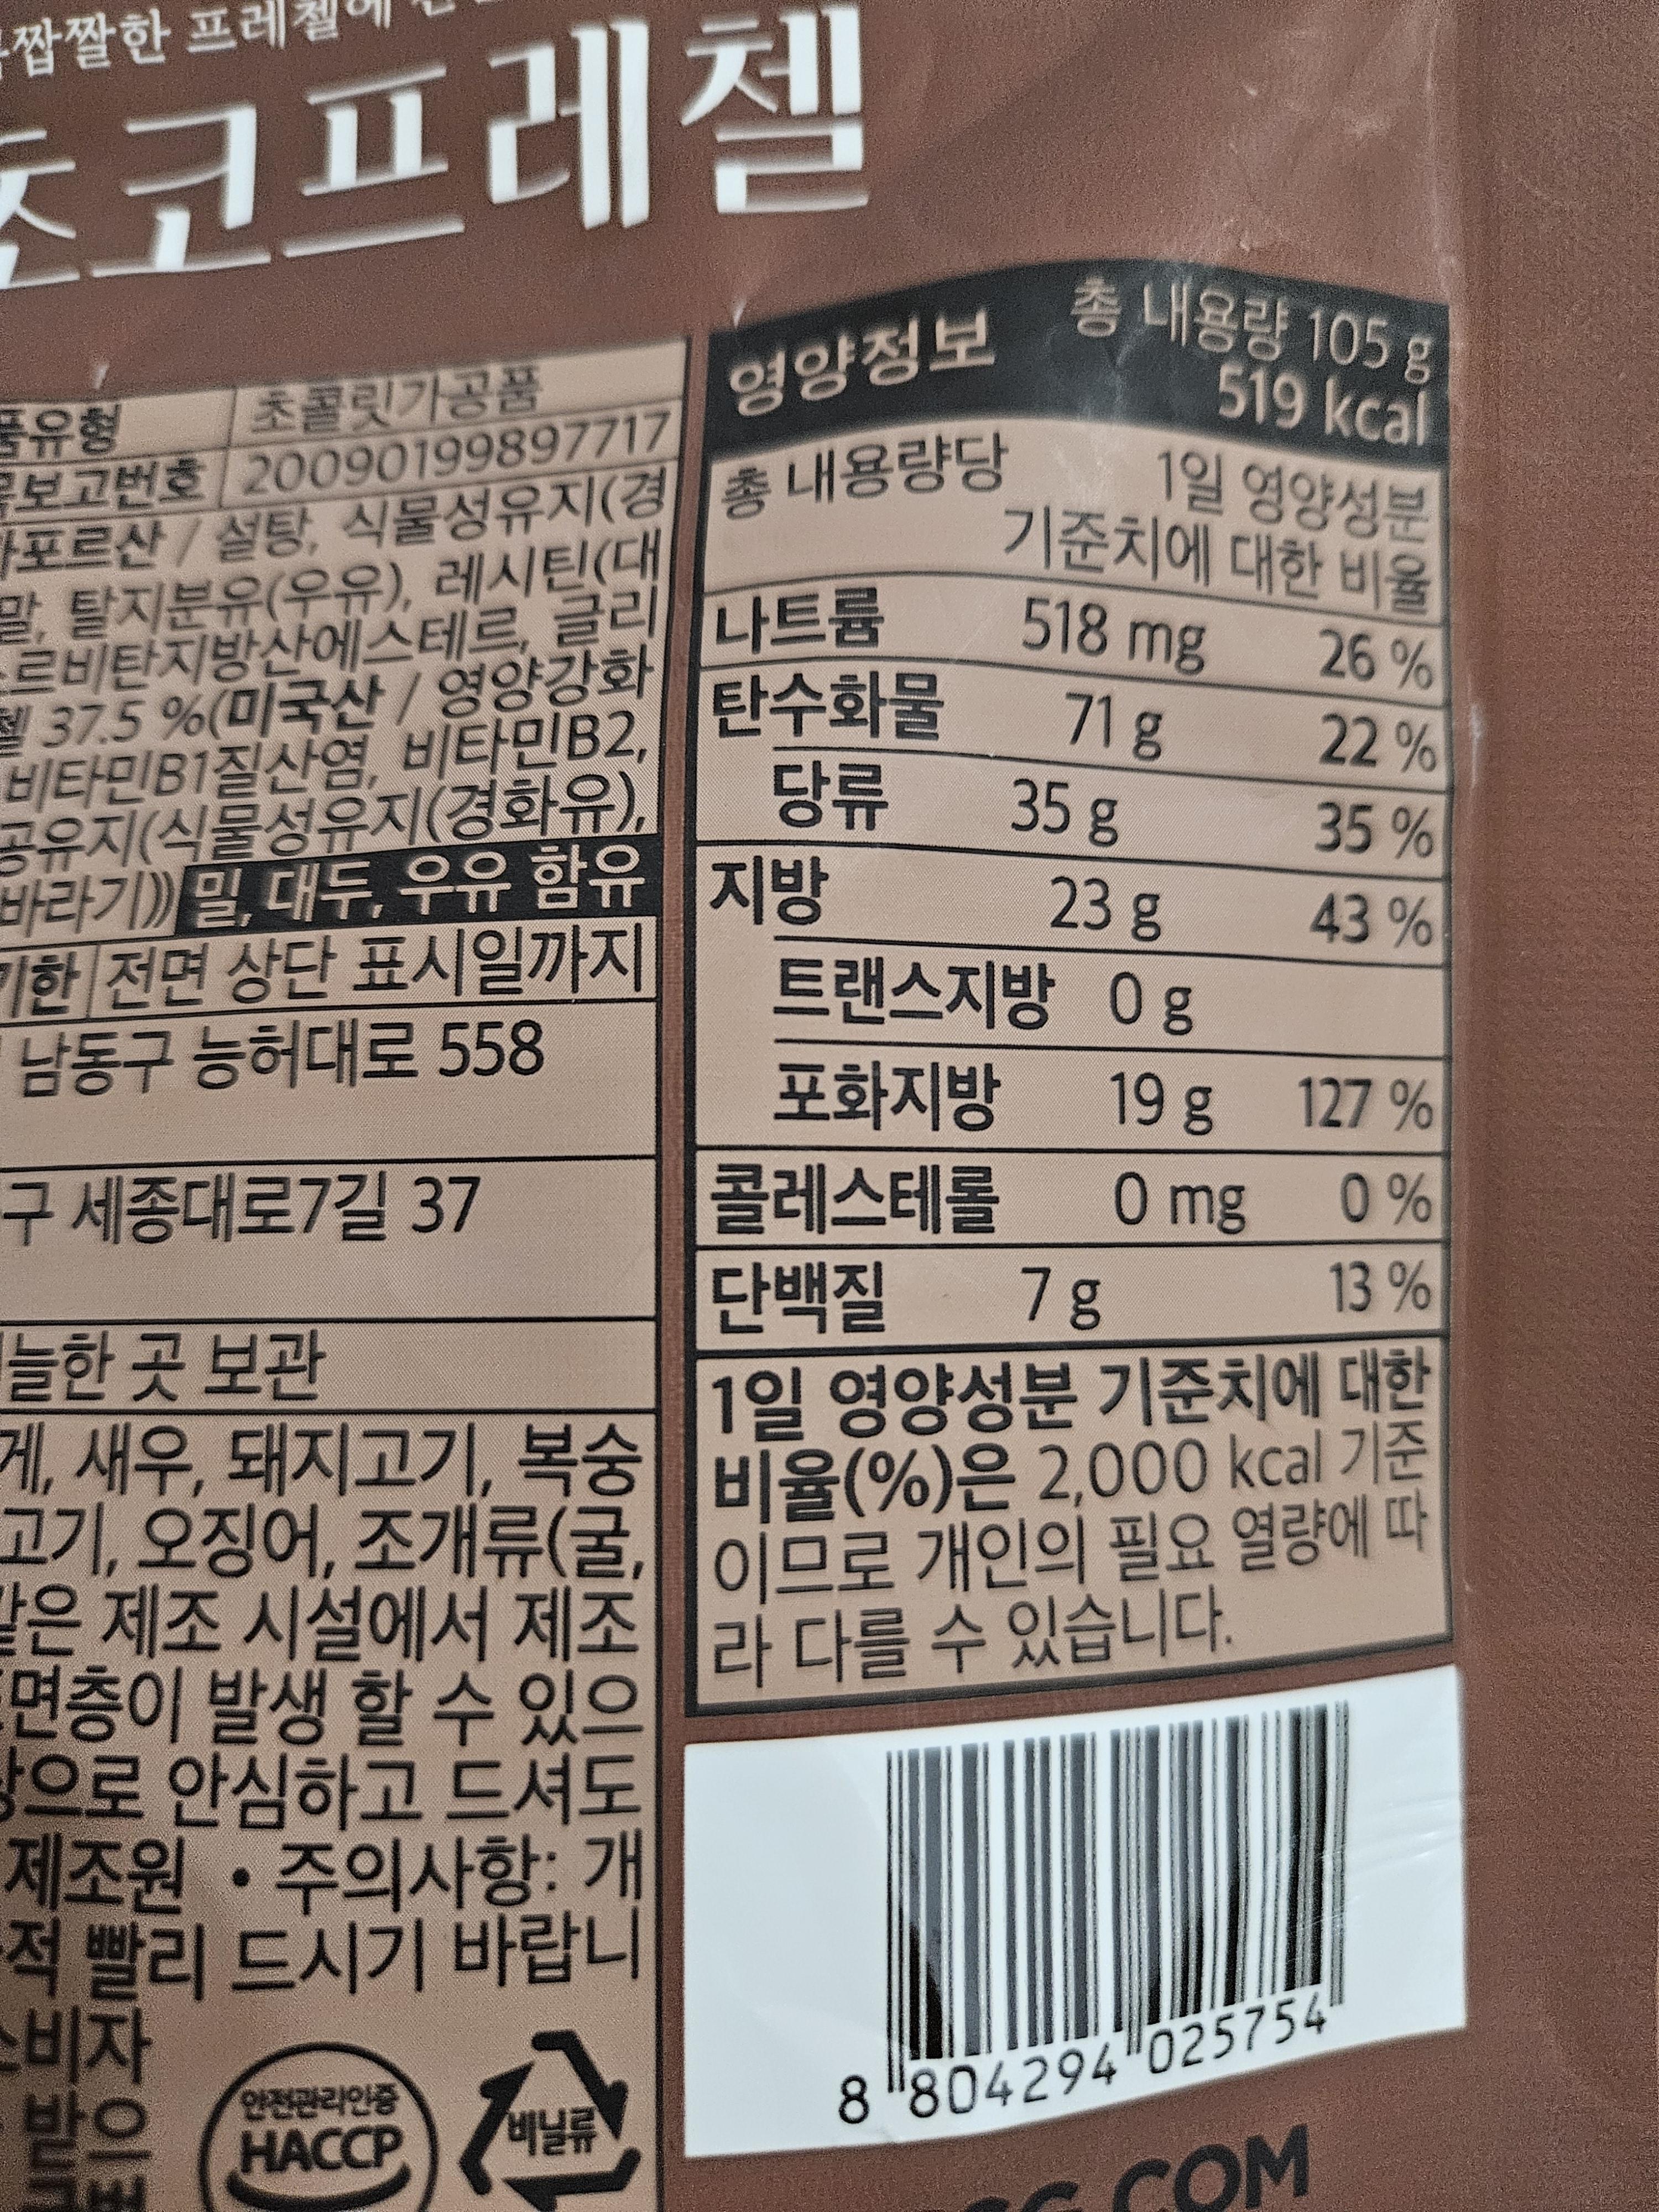 짭짤한 프레첼에
초코프레첼
품유형 초콜릿가공품
목보고번호 20090199897717
포르산 / 설탕, 식물성유지(경
말, 탈지분유(우유), 레시틴(대
르비탄지방산에스테르, 글리
첼 37.5 %(미국산 / 영양강화
비타민B1질산염, 비타민B2,
공유지(식물성유지(경화유),
바라기))) 밀, 대두, 우유 함유
기한 전면 상단 표시일까지
남동구 능허대로 558
구 세종대로7길 37
늘한 곳 보관
게, 새우, 돼지고기, 복숭
고기, 오징어, 조개류(굴,
같은 제조 시설에서 제조
면층이 발생 할 수 있으
상으로 안심하고 드셔도
제조원 • 주의사항: 개
적 빨리 드시기 바랍니
비자
받으
안전관리인증
HACCP
비닐류
영양정보 총 내용량 105 g
519 kcal
총 내용량당 1일 영양성분
기준치에 대한 비율
나트륨 518 mg 26 %
탄수화물 71 g 22 %
당류 35 g 35 %
지방 23 g 43 %
트랜스지방 0 g
포화지방 19 g 127 %
콜레스테롤 0 mg 0 %
단백질 7 g 13 %
1일 영양성분 기준치에 대한
비율(%)은 2,000 kcal 기준
이므로 개인의 필요 열량에 따
라 다를 수 있습니다.
8 804294 025754
.COM